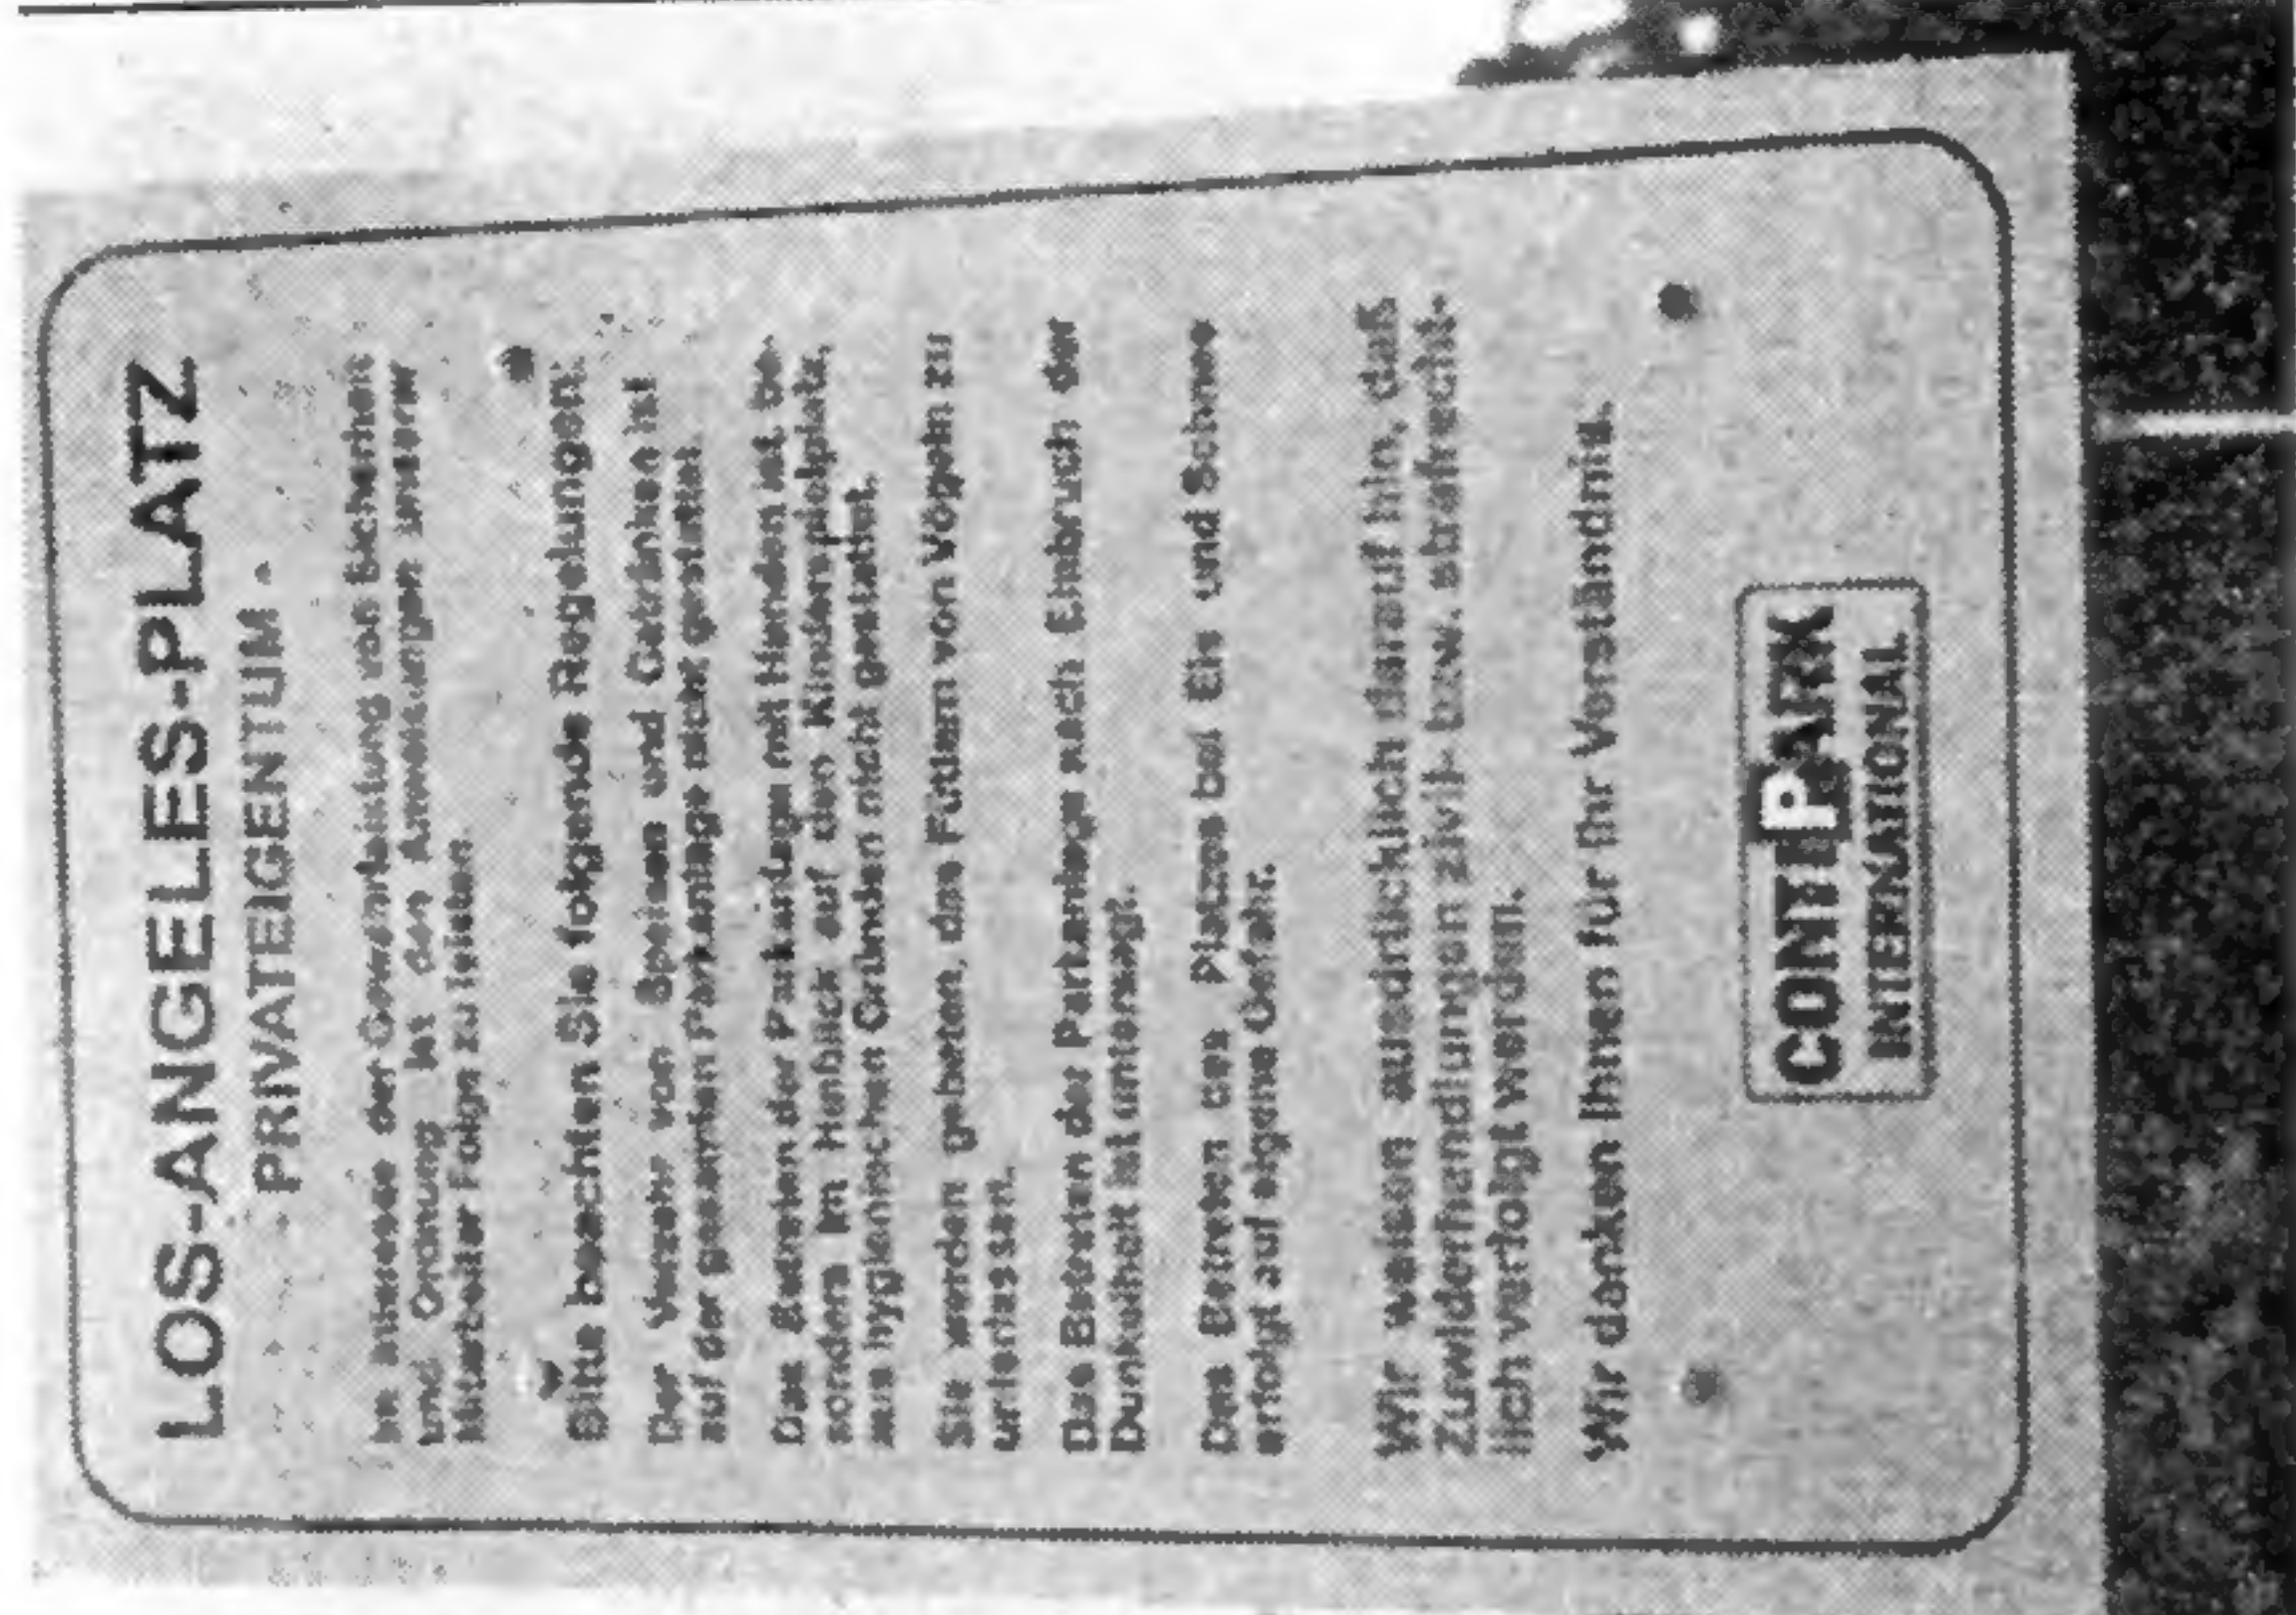 LOS-ANGELES-PLATZ
- PRIVATEIGENTUM -
Im Interesse der Gewährleistung von Sicherheit
und Ordnung ist den Anweisungen unserer
Mitarbeiter Folge zu leisten.
Bitte beachten Sie folgende Regelungen:
Der Verzehr von Speisen und Getränken ist
auf der gesamten Parkanlage nicht gestattet.
Das Betreten der Parkanlage mit Hunden ist be-
sonders im Hinblick auf den Kinderspielplatz,
aus hygienischen Gründen nicht gestattet.
Sie werden gebeten, das Füttern von Vögeln zu
unterlassen.
Das Betreten der Parkanlage nach Einbruch der
Dunkelheit ist untersagt.
Das Betreten des Platzes bei Eis und Schnee
erfolgt auf eigene Gefahr.
Wir weisen ausdrücklich darauf hin, daß
Zuwiderhandlungen zivil- bzw. strafrecht-
lich verfolgt werden.
Wir danken Ihnen für Ihr Verständnis.
CONTIPARK
INTERNATIONAL